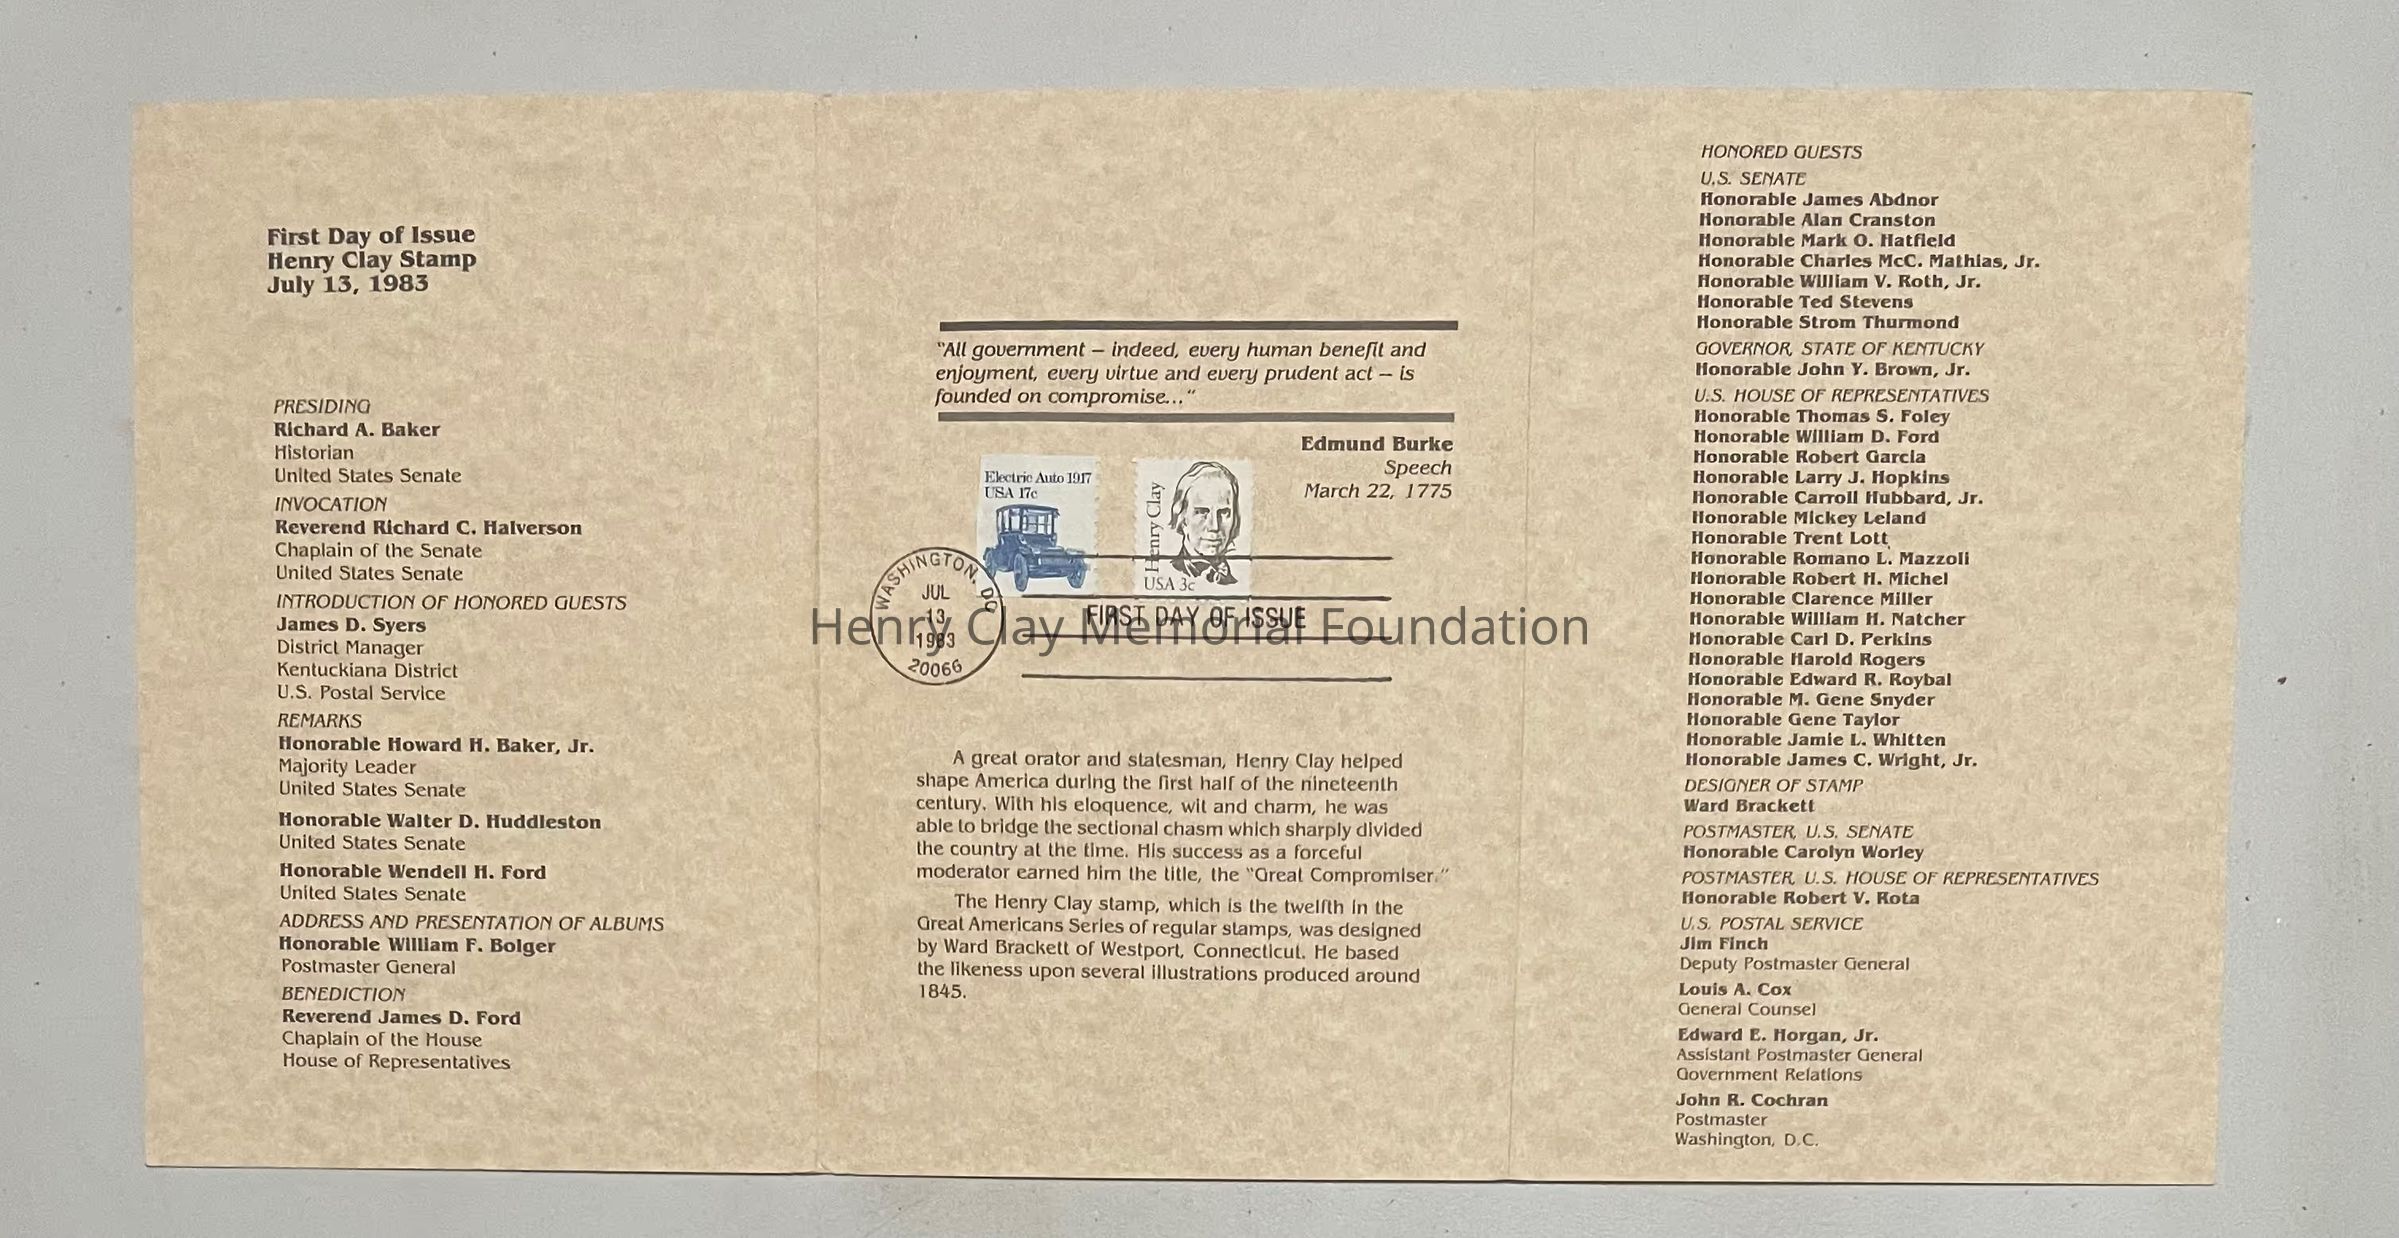 First Day of Issue
Henry Clay Stamp
July 13, 1983
PRESIDING
Richard A. Baker
Historian
United States Senate
INVOCATION
Reverend Richard C. Halverson
Chaplain of the Senate
United States Senate
INTRODUCTION OF HONORED GUESTS
James D. Syers
District Manager
Kentuckiana District
U.S. Postal Service
REMARKS
Honorable Howard H. Baker, Jr.
Majority Leader
United States Senate
Honorable Walter D. Huddleston
United States Senate
Honorable Wendell H. Ford
United States Senate
ADDRESS AND PRESENTATION OF ALBUMS
Honorable William F. Bolger
Postmaster General
BENEDICTION
Reverend James D. Ford
Chaplain of the House
House of Representatives
"All government – indeed, every human benefit and
enjoyment, every virtue and every prudent act – is
founded on compromise..."
Edmund Burke
Speech
March 22, 1775
Electric Auto 1917
USA 17c
Henry Clay
USA 3c
WASHINGTON, DC
JUL
13
1983
20066
FIRST DAY OF ISSUE
Henry Clay Memorial Foundation
A great orator and statesman, Henry Clay helped
shape America during the first half of the nineteenth
century. With his eloquence, wit and charm, he was
able to bridge the sectional chasm which sharply divided
the country at the time. His success as a forceful
moderator earned him the title, the "Great Compromiser."
The Henry Clay stamp, which is the twelfth in the
Great Americans Series of regular stamps, was designed
by Ward Brackett of Westport, Connecticut. He based
the likeness upon several illustrations produced around
1845.
HONORED GUESTS
U.S. SENATE
Honorable James Abdnor
Honorable Alan Cranston
Honorable Mark O. Hatfield
Honorable Charles McC. Mathias, Jr.
Honorable William V. Roth, Jr.
Honorable Ted Stevens
Honorable Strom Thurmond
GOVERNOR, STATE OF KENTUCKY
Honorable John Y. Brown, Jr.
U.S. HOUSE OF REPRESENTATIVES
Honorable Thomas S. Foley
Honorable William D. Ford
Honorable Robert Garcia
Honorable Larry J. Hopkins
Honorable Carroll Hubbard, Jr.
Honorable Mickey Leland
Honorable Trent Lott
Honorable Romano L. Mazzoli
Honorable Robert H. Michel
Honorable Clarence Miller
Honorable William H. Natcher
Honorable Carl D. Perkins
Honorable Harold Rogers
Honorable Edward R. Roybal
Honorable M. Gene Snyder
Honorable Gene Taylor
Honorable Jamie L. Whitten
Honorable James C. Wright, Jr.
DESIGNER OF STAMP
Ward Brackett
POSTMASTER, U.S. SENATE
Honorable Carolyn Worley
POSTMASTER, U.S. HOUSE OF REPRESENTATIVES
Honorable Robert V. Rota
U.S. POSTAL SERVICE
Jim Finch
Deputy Postmaster General
Louis A. Cox
General Counsel
Edward E. Horgan, Jr.
Assistant Postmaster General
Government Relations
John R. Cochran
Postmaster
Washington, D.C.